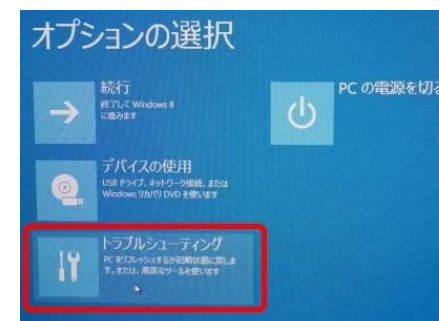 オプションの選択
続行
終了して Windows 8
に進みます
PC の電源を切る
デバイスの使用
USB ドライブ、ネットワーク接続、または
Windows リカバリ DVD を使います
トラブルシューティング
PC をリフレッシュするか初期状態に戻しま
す。または、高度なツールを使います